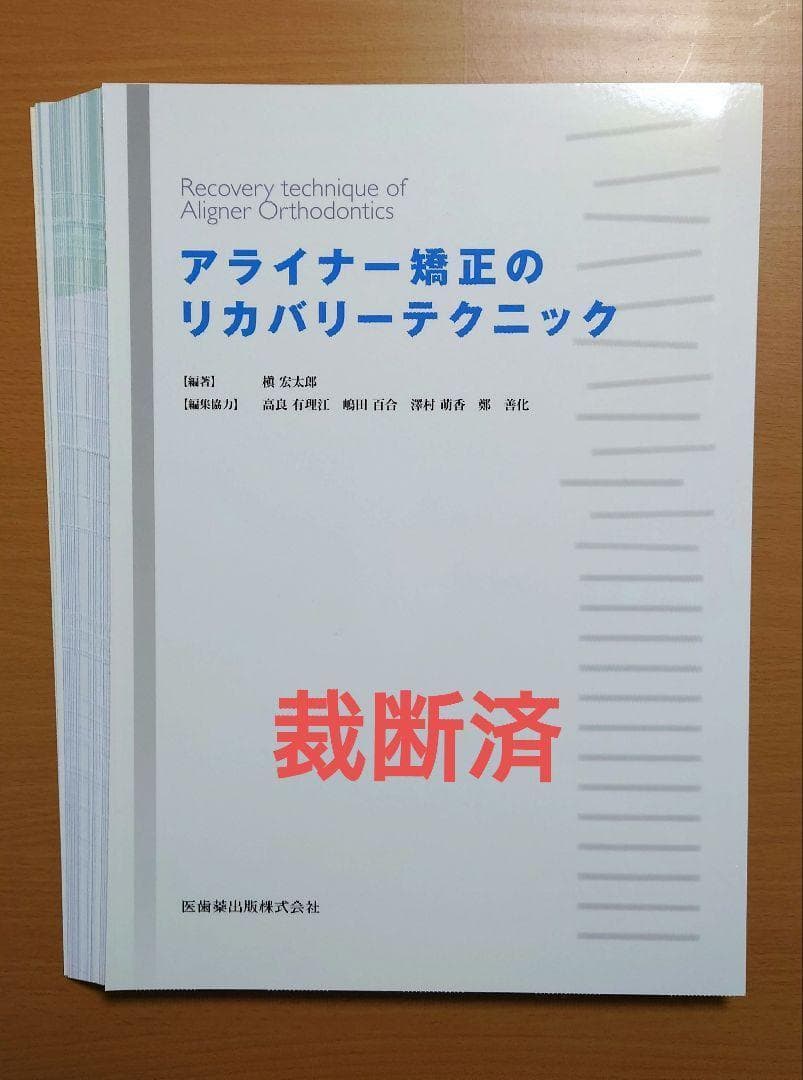 Recovery technique of
Aligner Orthodontics
アライナー矯正の
リカバリーテクニック
【編著】 槇 宏太郎
【編集協力】 高良 有理江 嶋田 百合 澤村 萌香 鄭 善化
裁断済
医歯薬出版株式会社